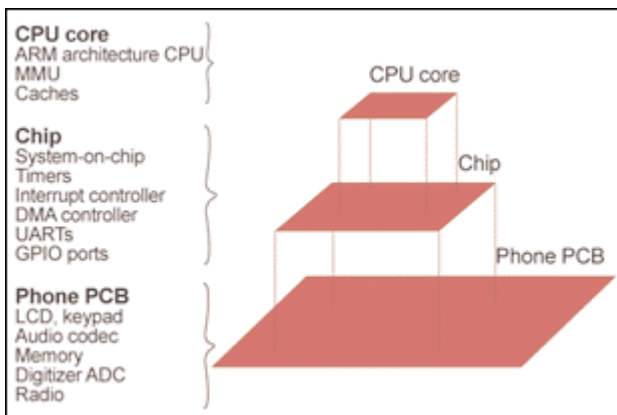 CPU core
ARM architecture CPU
MMU
Caches
Chip
System-on-chip
Timers
Interrupt controller
DMA controller
UARTs
GPIO ports
Phone PCB
LCD, keypad
Audio codec
Memory
Digitizer ADC
Radio
CPU core
Chip
Phone PCB